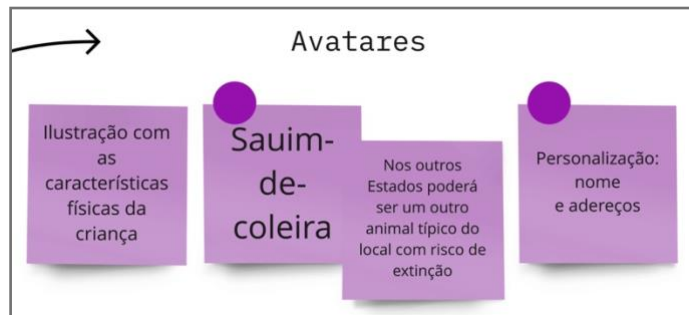 Avatares
Ilustração com
as
características
físicas da
criança
Sauim-
de-
coleira
Nos outros
Estados poderá
ser um outro
animal típico do
local com risco de
extinção
Personalização:
nome
e adereços